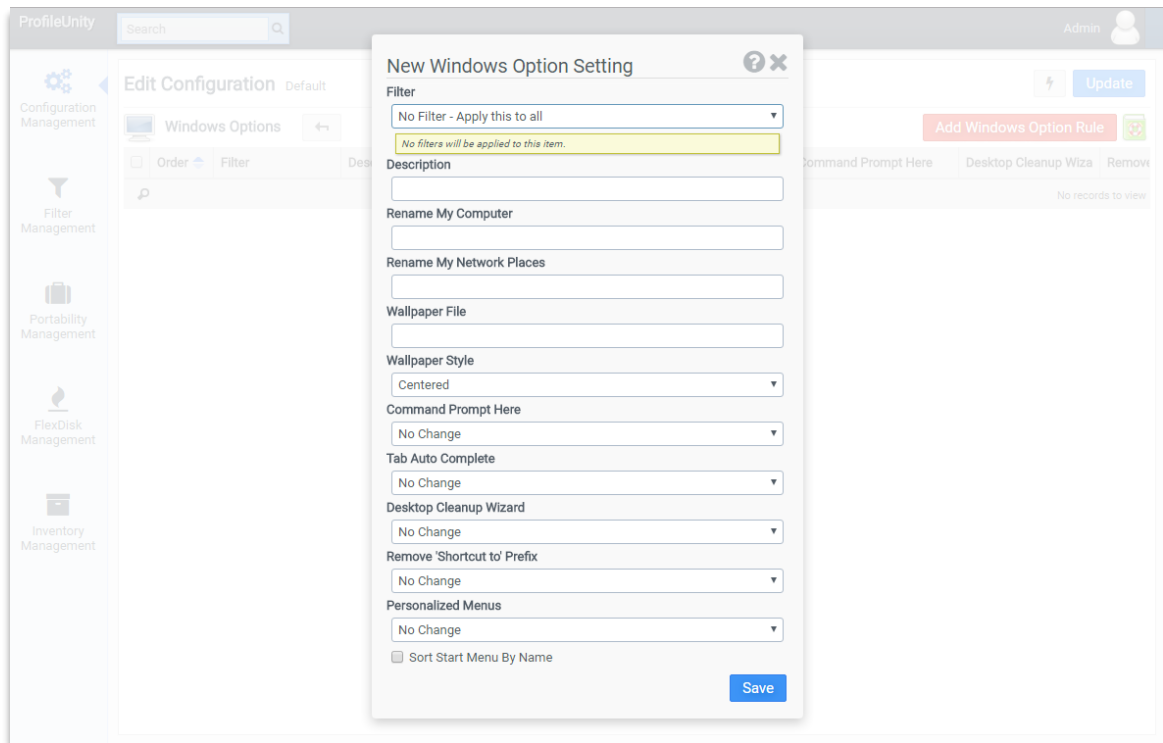 ProfileUnity
Search
Admin
Configuration
Management
Filter
Management
Portability
Management
FlexDisk
Management
Inventory
Management
Edit Configuration Default
Update
Windows Options
Add Windows Option Rule
Order
Filter
Des
Command Prompt Here
Desktop Cleanup Wiza
Remove
No records to view
New Windows Option Setting
Filter
No Filter - Apply this to all
No filters will be applied to this item.
Description
Rename My Computer
Rename My Network Places
Wallpaper File
Wallpaper Style
Centered
Command Prompt Here
No Change
Tab Auto Complete
No Change
Desktop Cleanup Wizard
No Change
Remove 'Shortcut to' Prefix
No Change
Personalized Menus
No Change
Sort Start Menu By Name
Save